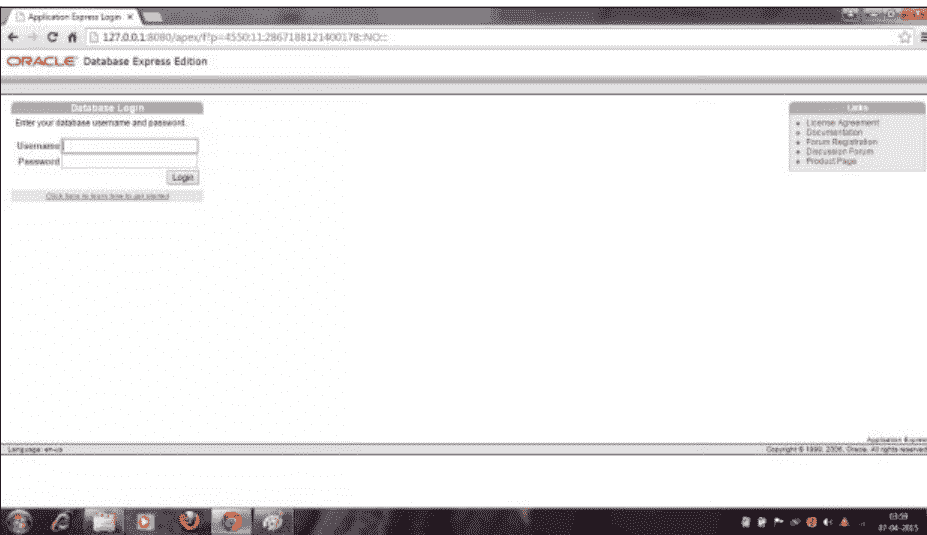 Application Express Login
127.0.0.1:8080/apex/f?p=4550:11:2867188121400178::NO:::
ORACLE Database Express Edition
Database Login
Enter your database username and password.
Username
Password
Login
Click here to learn how to get started
Links
License Agreement
Documentation
Forum Registration
Discussion Forum
Product Page
Application Express
Language: en-us
Copyright © 1999, 2006, Oracle. All rights reserved.
03:59